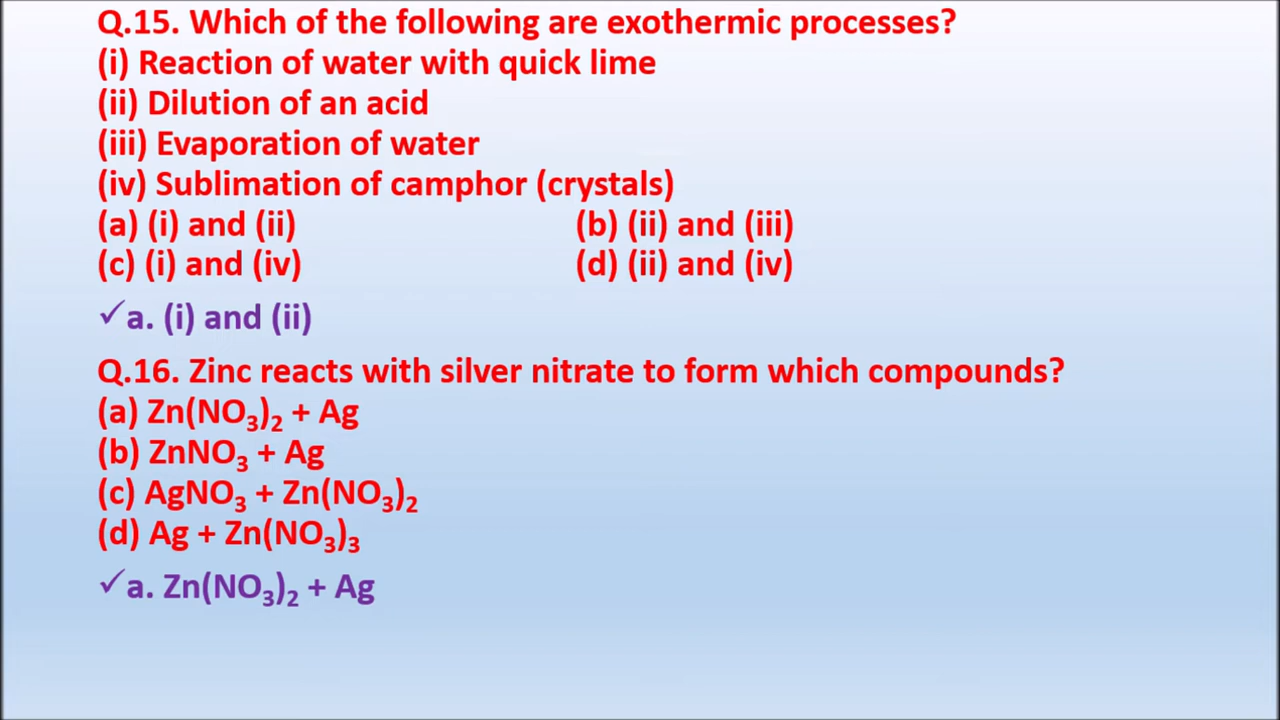 Q.15. Which of the following are exothermic processes?
(i) Reaction of water with quick lime
(ii) Dilution of an acid
(iii) Evaporation of water
(iv) Sublimation of camphor (crystals)
(a) (i) and (ii) (b) (ii) and (iii)
(c) (i) and (iv) (d) (ii) and (iv)
✓a. (i) and (ii)
Q.16. Zinc reacts with silver nitrate to form which compounds?
(a) Zn(NO₃)₂ + Ag
(b) ZnNO₃ + Ag
(c) AgNO₃ + Zn(NO₃)₂
(d) Ag + Zn(NO₃)₃
✓a. Zn(NO₃)₂ + Ag